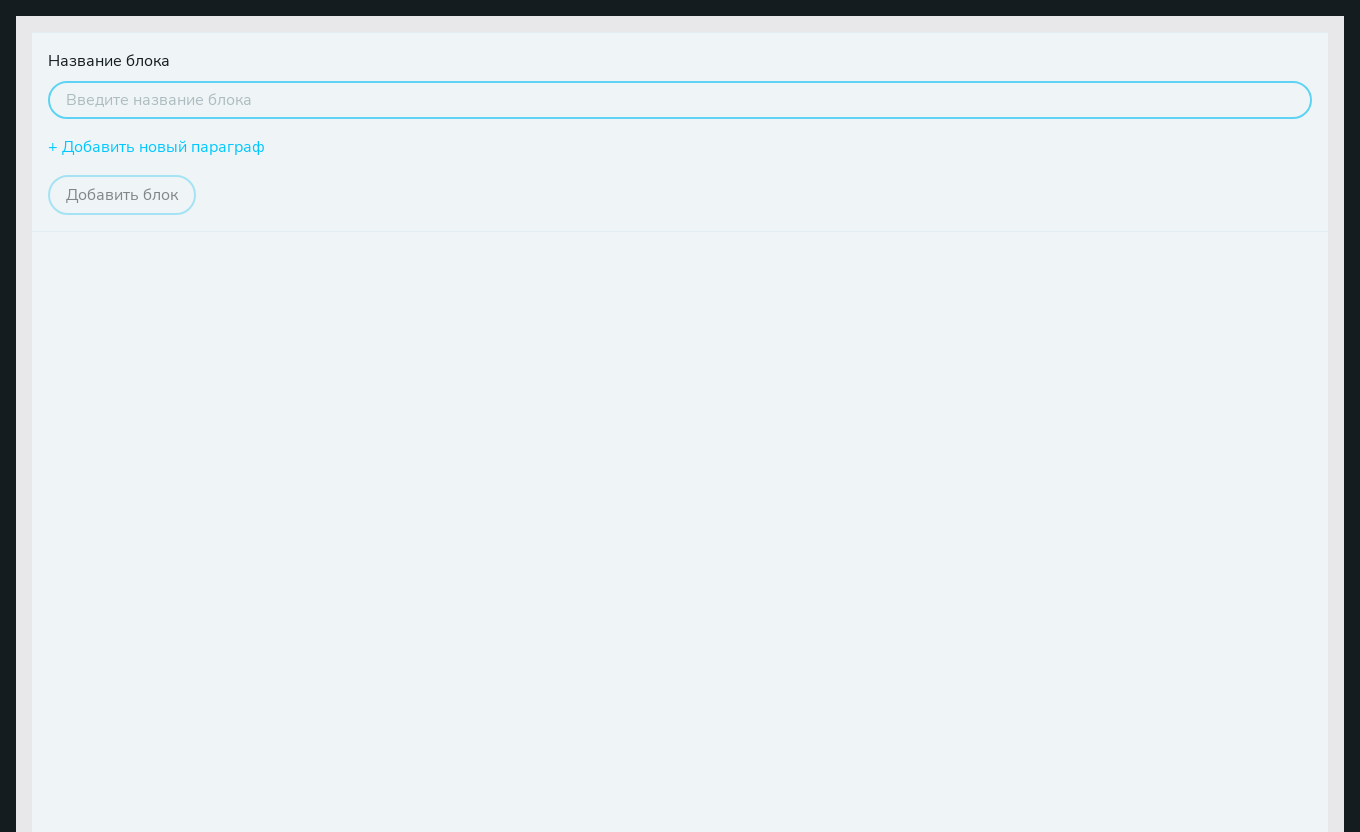 Название блока
Введите название блока
+ Добавить новый параграф
Добавить блок